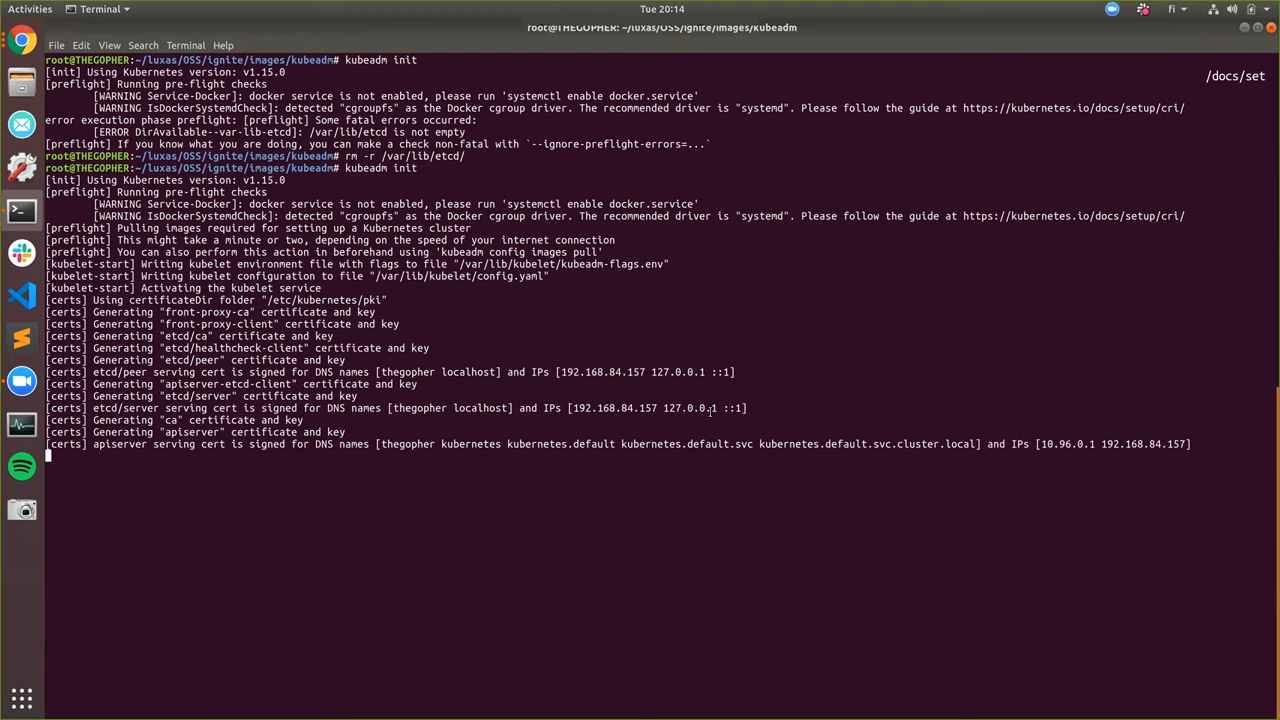 Activities
Terminal
Tue 20:14
fi
root@THEGOPHER: ~/luxas/OSS/ignite/images/kubeadm
File Edit View Search Terminal Help
root@THEGOPHER:~/luxas/OSS/ignite/images/kubeadm# kubeadm init
[init] Using Kubernetes version: v1.15.0
/docs/set
[preflight] Running pre-flight checks
[WARNING Service-Docker]: docker service is not enabled, please run 'systemctl enable docker.service'
[WARNING IsDockerSystemdCheck]: detected "cgroupfs" as the Docker cgroup driver. The recommended driver is "systemd". Please follow the guide at https://kubernetes.io/docs/setup/cri/
error execution phase preflight: [preflight] Some fatal errors occurred:
[ERROR DirAvailable--var-lib-etcd]: /var/lib/etcd is not empty
[preflight] If you know what you are doing, you can make a check non-fatal with `--ignore-preflight-errors=...`
root@THEGOPHER:~/luxas/OSS/ignite/images/kubeadm# rm -r /var/lib/etcd/
root@THEGOPHER:~/luxas/OSS/ignite/images/kubeadm# kubeadm init
[init] Using Kubernetes version: v1.15.0
[preflight] Running pre-flight checks
[WARNING Service-Docker]: docker service is not enabled, please run 'systemctl enable docker.service'
[WARNING IsDockerSystemdCheck]: detected "cgroupfs" as the Docker cgroup driver. The recommended driver is "systemd". Please follow the guide at https://kubernetes.io/docs/setup/cri/
[preflight] Pulling images required for setting up a Kubernetes cluster
[preflight] This might take a minute or two, depending on the speed of your internet connection
[preflight] You can also perform this action in beforehand using 'kubeadm config images pull'
[kubelet-start] Writing kubelet environment file with flags to file "/var/lib/kubelet/kubeadm-flags.env"
[kubelet-start] Writing kubelet configuration to file "/var/lib/kubelet/config.yaml"
[kubelet-start] Activating the kubelet service
[certs] Using certificateDir folder "/etc/kubernetes/pki"
[certs] Generating "front-proxy-ca" certificate and key
[certs] Generating "front-proxy-client" certificate and key
[certs] Generating "etcd/ca" certificate and key
[certs] Generating "etcd/healthcheck-client" certificate and key
[certs] Generating "etcd/peer" certificate and key
[certs] etcd/peer serving cert is signed for DNS names [thegopher localhost] and IPs [192.168.84.157 127.0.0.1 ::1]
[certs] Generating "apiserver-etcd-client" certificate and key
[certs] Generating "etcd/server" certificate and key
[certs] etcd/server serving cert is signed for DNS names [thegopher localhost] and IPs [192.168.84.157 127.0.0.1 ::1]
[certs] Generating "ca" certificate and key
[certs] Generating "apiserver" certificate and key
[certs] apiserver serving cert is signed for DNS names [thegopher kubernetes kubernetes.default kubernetes.default.svc kubernetes.default.svc.cluster.local] and IPs [10.96.0.1 192.168.84.157]